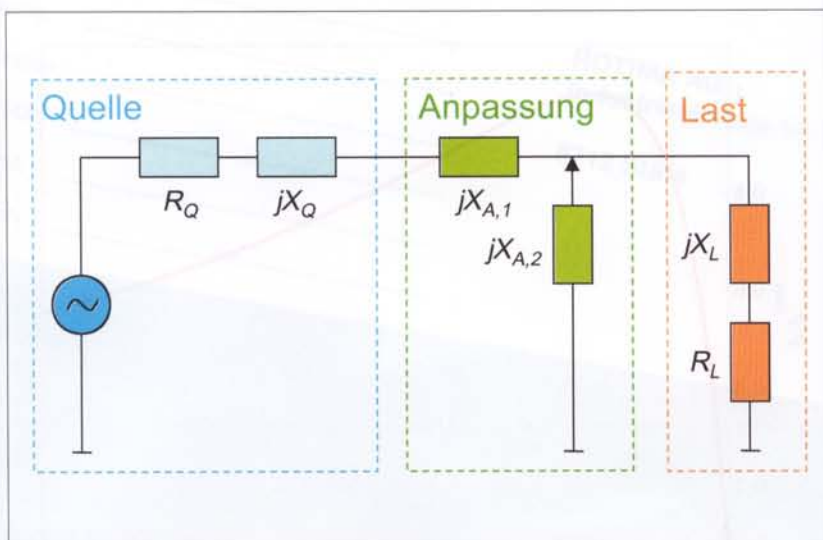 Quelle
Anpassung
Last
R_Q
jX_Q
jX_A,1
jX_A,2
jX_L
R_L